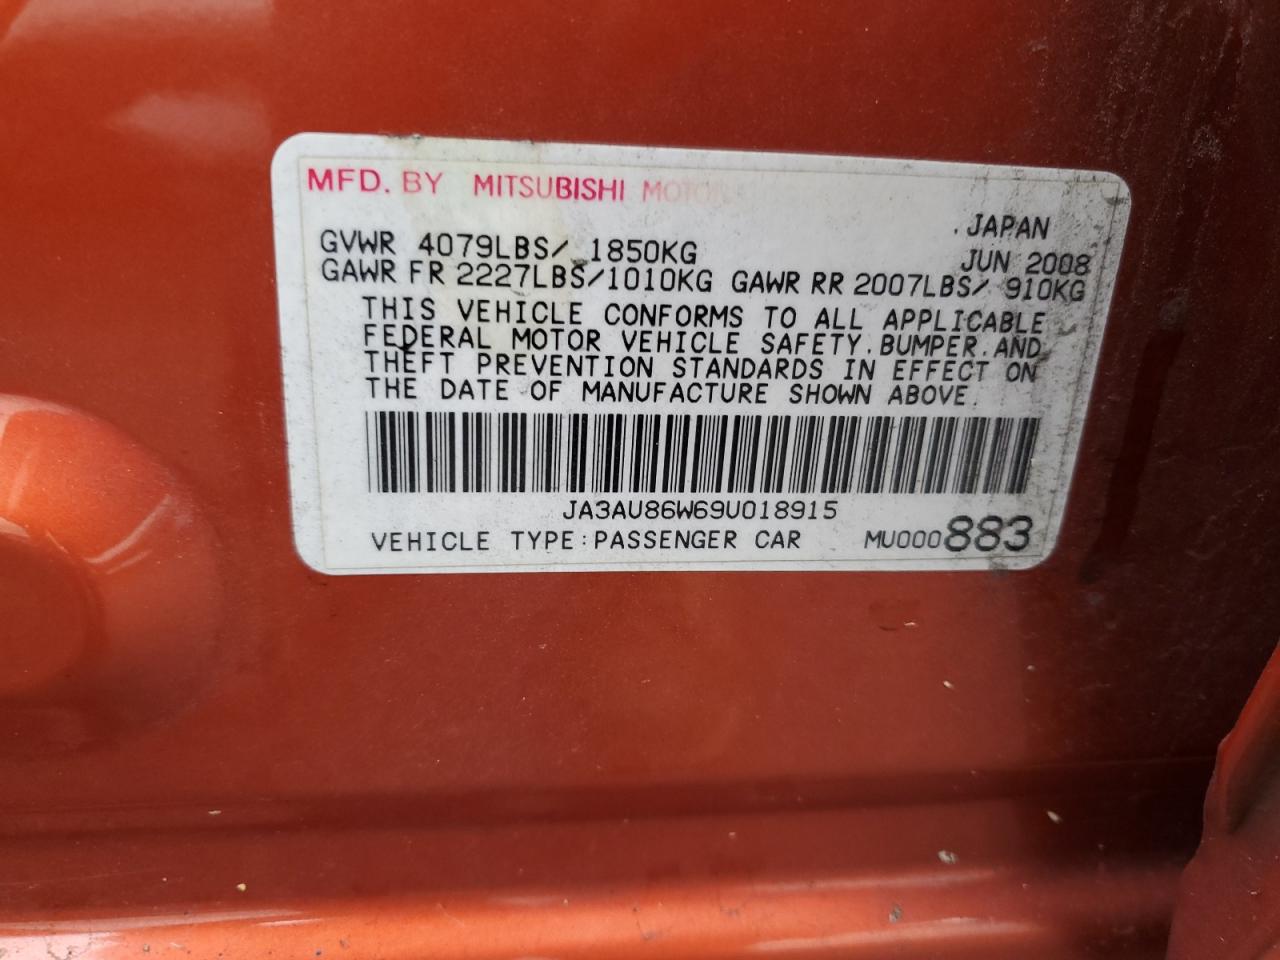 MFD. BY MITSUBISHI MOTOR
JAPAN
GVWR 4079LBS/ 1850KG JUN 2008
GAWR FR 2227LBS/1010KG GAWR RR 2007LBS/ 910KG
THIS VEHICLE CONFORMS TO ALL APPLICABLE
FEDERAL MOTOR VEHICLE SAFETY, BUMPER, AND
THEFT PREVENTION STANDARDS IN EFFECT ON
THE DATE OF MANUFACTURE SHOWN ABOVE.
JA3AU86W69U018915
VEHICLE TYPE:PASSENGER CAR MU000883